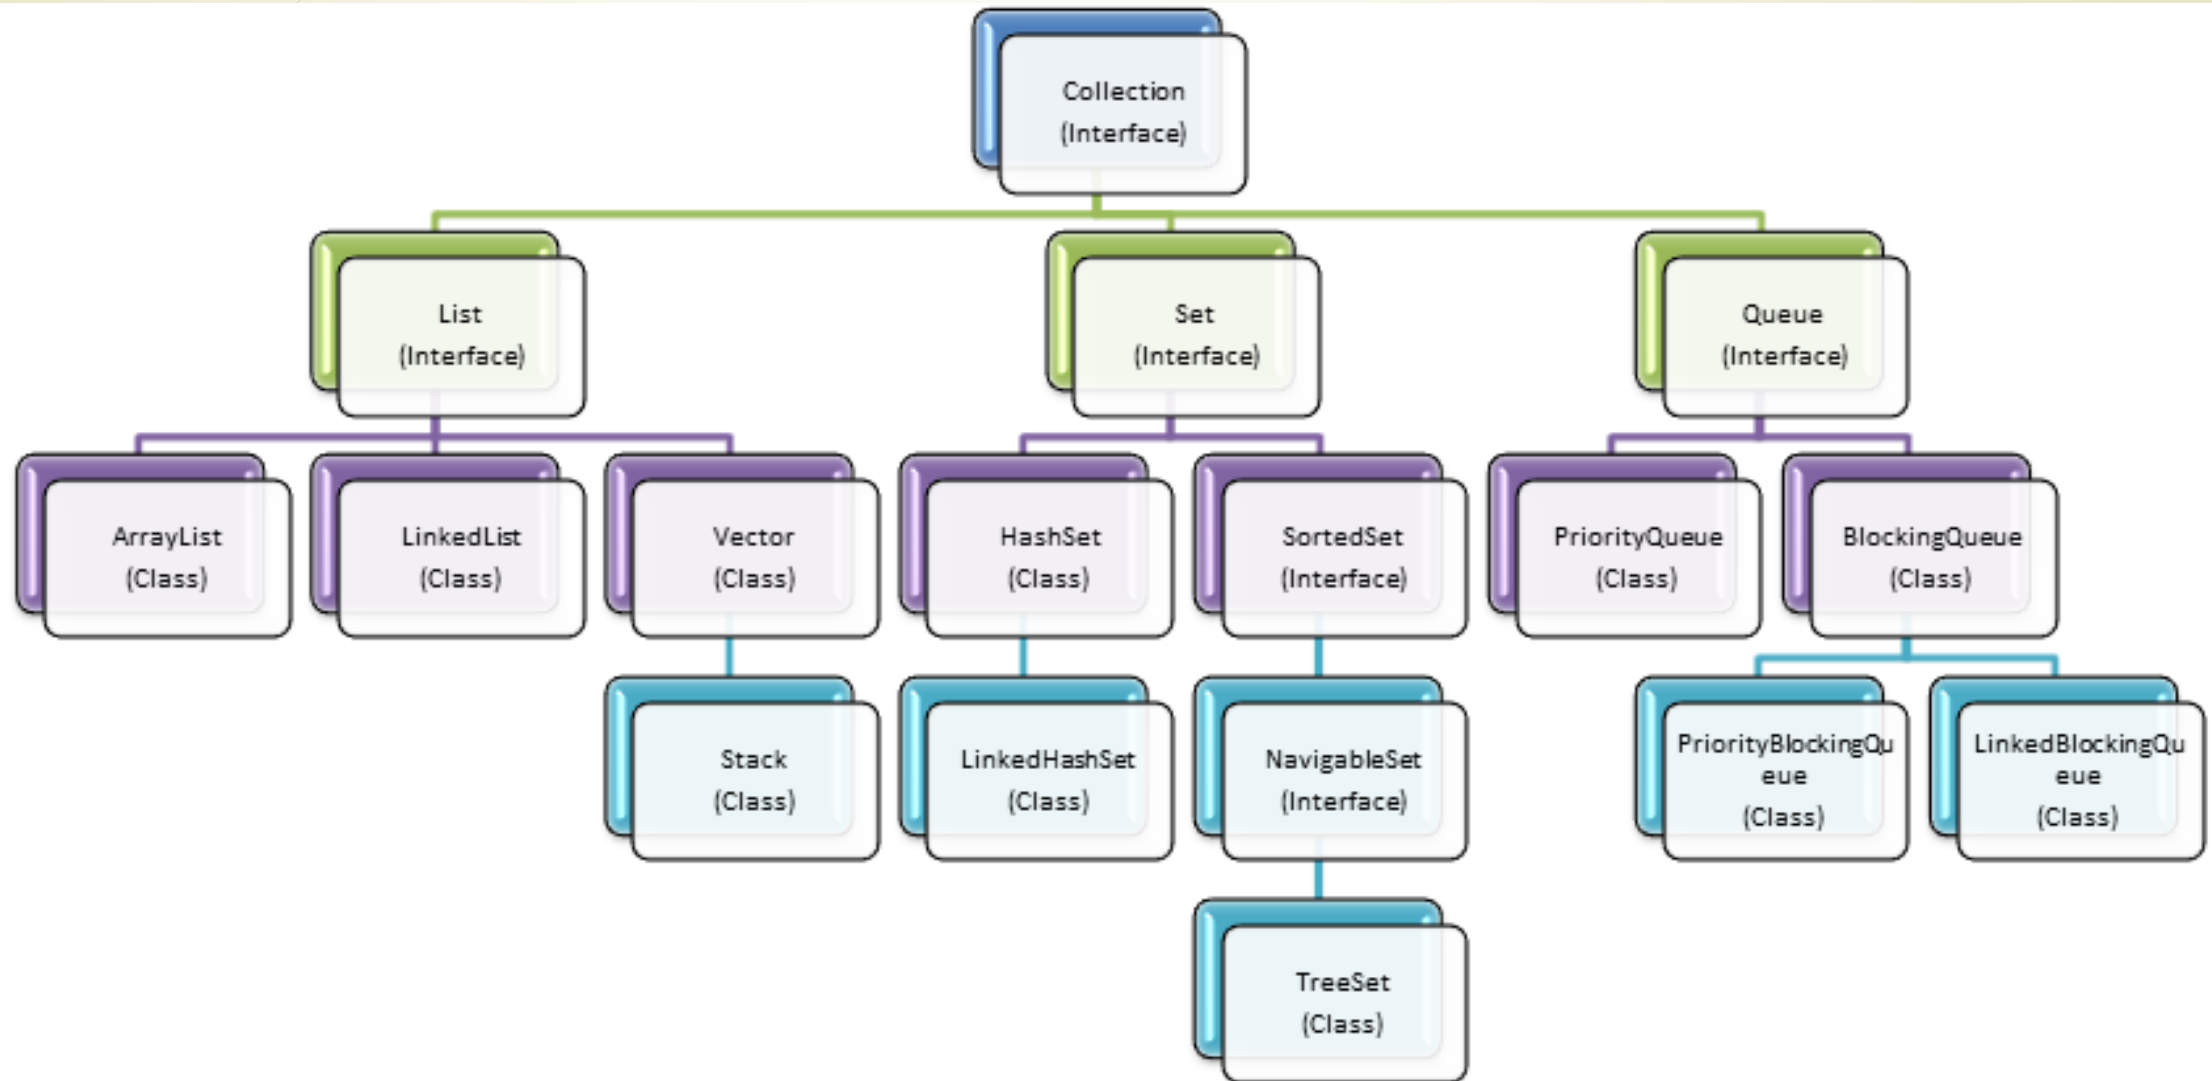 Collection
(Interface)
List
(Interface)
Set
(Interface)
Queue
(Interface)
ArrayList
(Class)
LinkedList
(Class)
Vector
(Class)
HashSet
(Class)
SortedSet
(Interface)
PriorityQueue
(Class)
BlockingQueue
(Class)
Stack
(Class)
LinkedHashSet
(Class)
NavigableSet
(Interface)
PriorityBlockingQu
eue
(Class)
LinkedBlockingQu
eue
(Class)
TreeSet
(Class)